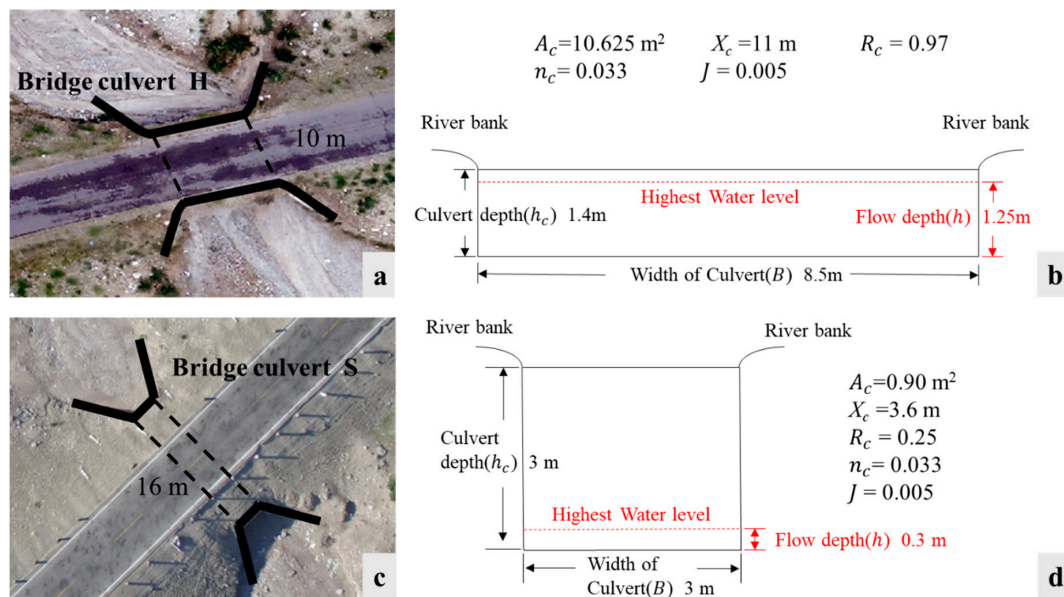 Bridge culvert H
10 m
a
A_c=10.625 m²
X_c=11 m
R_c = 0.97
n_c= 0.033
J = 0.005
River bank
River bank
Highest Water level
Culvert depth(h_c) 1.4m
Flow depth(h) 1.25m
Width of Culvert(B) 8.5m
b
Bridge culvert S
16 m
c
River bank
River bank
A_c=0.90 m²
X_c=3.6 m
R_c = 0.25
n_c= 0.033
J = 0.005
Culvert
depth(h_c) 3 m
Highest Water level
Flow depth(h) 0.3 m
Width of
Culvert(B) 3 m
d